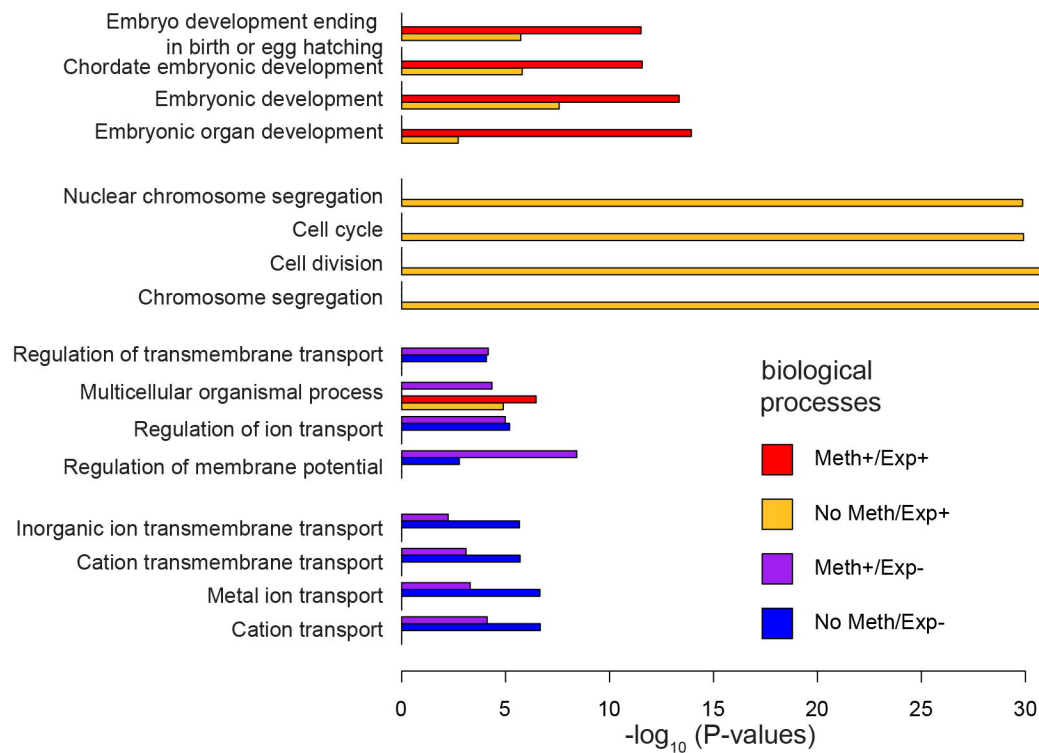 Embryo development ending
in birth or egg hatching
Chordate embryonic development
Embryonic development
Embryonic organ development
Nuclear chromosome segregation
Cell cycle
Cell division
Chromosome segregation
Regulation of transmembrane transport
Multicellular organismal process
Regulation of ion transport
Regulation of membrane potential
Inorganic ion transmembrane transport
Cation transmembrane transport
Metal ion transport
Cation transport
biological
processes
Meth+/Exp+
No Meth/Exp+
Meth+/Exp-
No Meth/Exp-
0 5 10 15 20 25 30
-log10 (P-values)